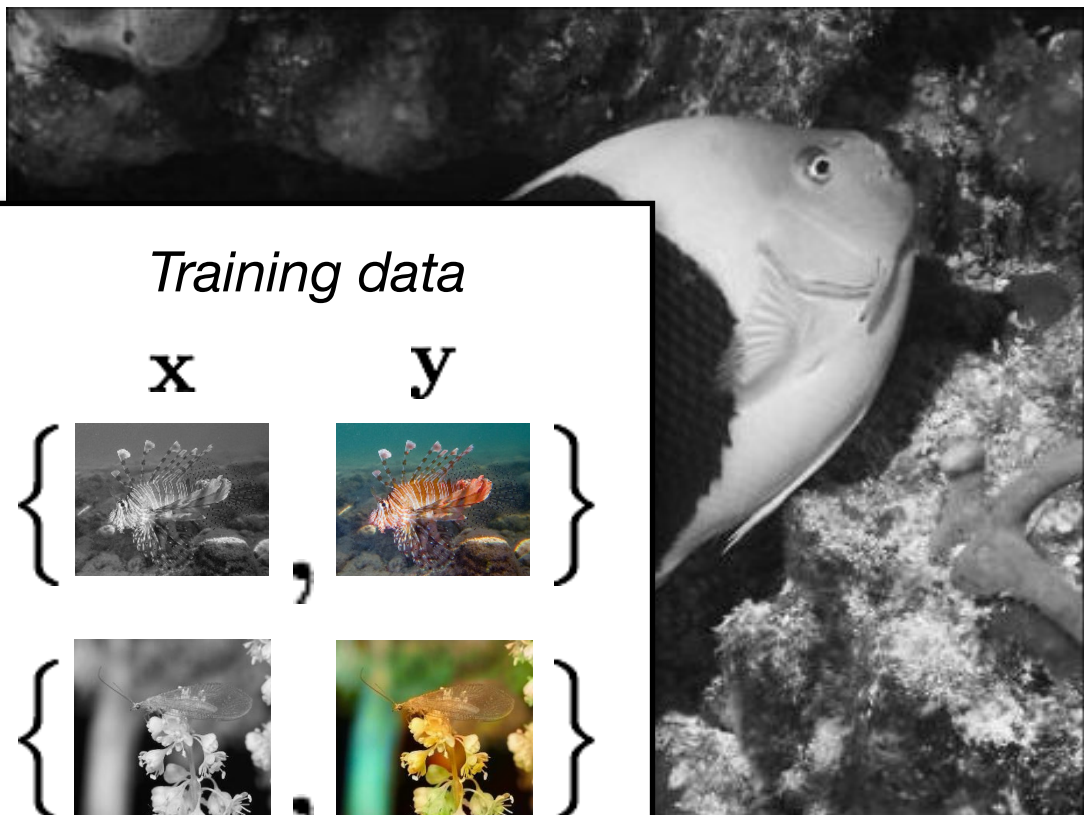 Training data
x y
{ , }
{ , }